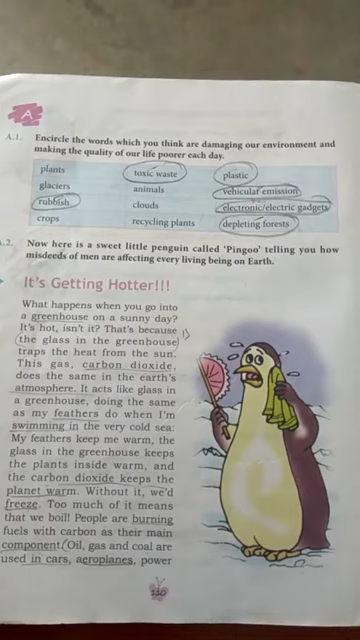 A
A.1. Encircle the words which you think are damaging our environment and
making the quality of our life poorer each day.
plants toxic waste plastic
glaciers animals vehicular emission
rubbish clouds electronic/electric gadgets
crops recycling plants depleting forests
A.2. Now here is a sweet little penguin called 'Pingoo' telling you how
misdeeds of men are affecting every living being on Earth.
It's Getting Hotter!!!
What happens when you go into
a greenhouse on a sunny day?
It's hot, isn't it? That's because
the glass in the greenhouse
traps the heat from the sun.
This gas, carbon dioxide,
does the same in the earth's
atmosphere. It acts like glass in
a greenhouse, doing the same
as my feathers do when I'm
swimming in the very cold sea:
My feathers keep me warm, the
glass in the greenhouse keeps
the plants inside warm, and
the carbon dioxide keeps the
planet warm. Without it, we'd
freeze. Too much of it means
that we boil! People are burning
fuels with carbon as their main
component. Oil, gas and coal are
used in cars, aeroplanes, power
110